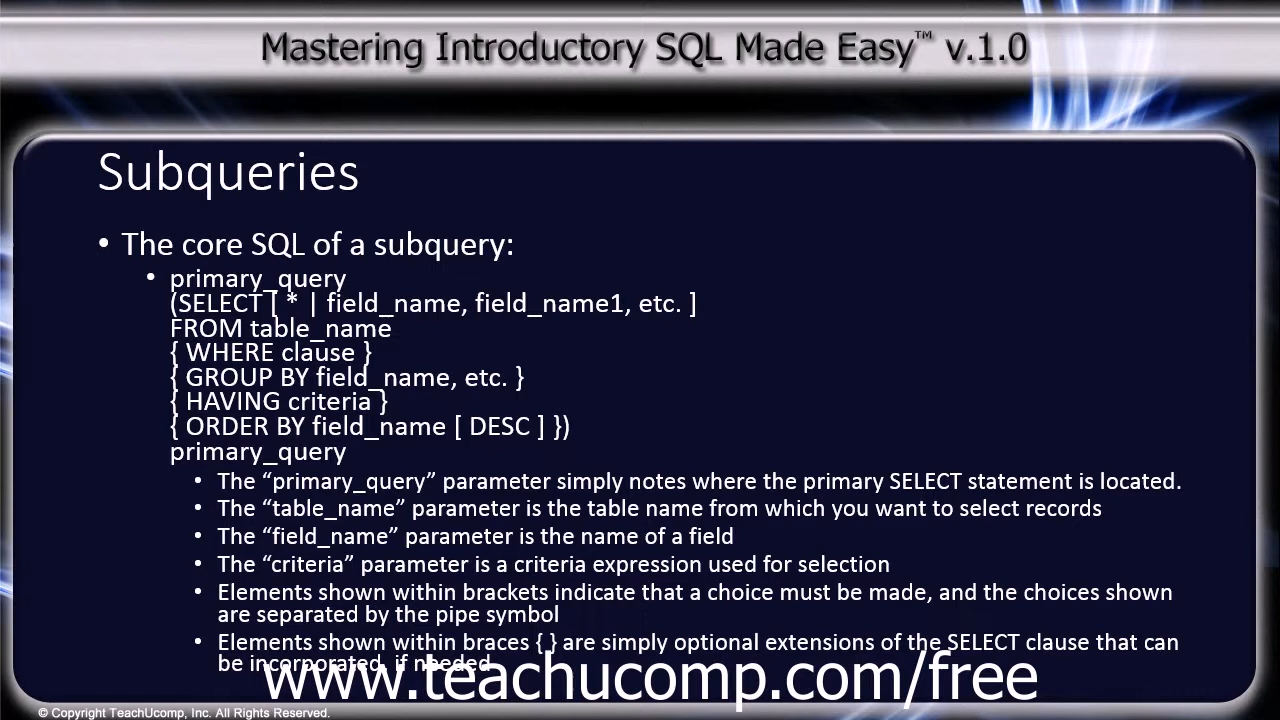 Mastering Introductory SQL Made Easy™ v.1.0
Subqueries
• The core SQL of a subquery:
• primary_query
(SELECT [ * | field_name, field_name1, etc. ]
FROM table_name
{ WHERE clause }
{ GROUP BY field_name, etc. }
{ HAVING criteria }
{ ORDER BY field_name [ DESC ] })
primary_query
• The “primary_query” parameter simply notes where the primary SELECT statement is located.
• The “table_name” parameter is the table name from which you want to select records
• The “field_name” parameter is the name of a field
• The “criteria” parameter is a criteria expression used for selection
• Elements shown within brackets indicate that a choice must be made, and the choices shown
are separated by the pipe symbol
• Elements shown within braces { } are simply optional extensions of the SELECT clause that can
be incorporated, if needed
www.teachucomp.com/free
© Copyright TeachUcomp, Inc. All Rights Reserved.